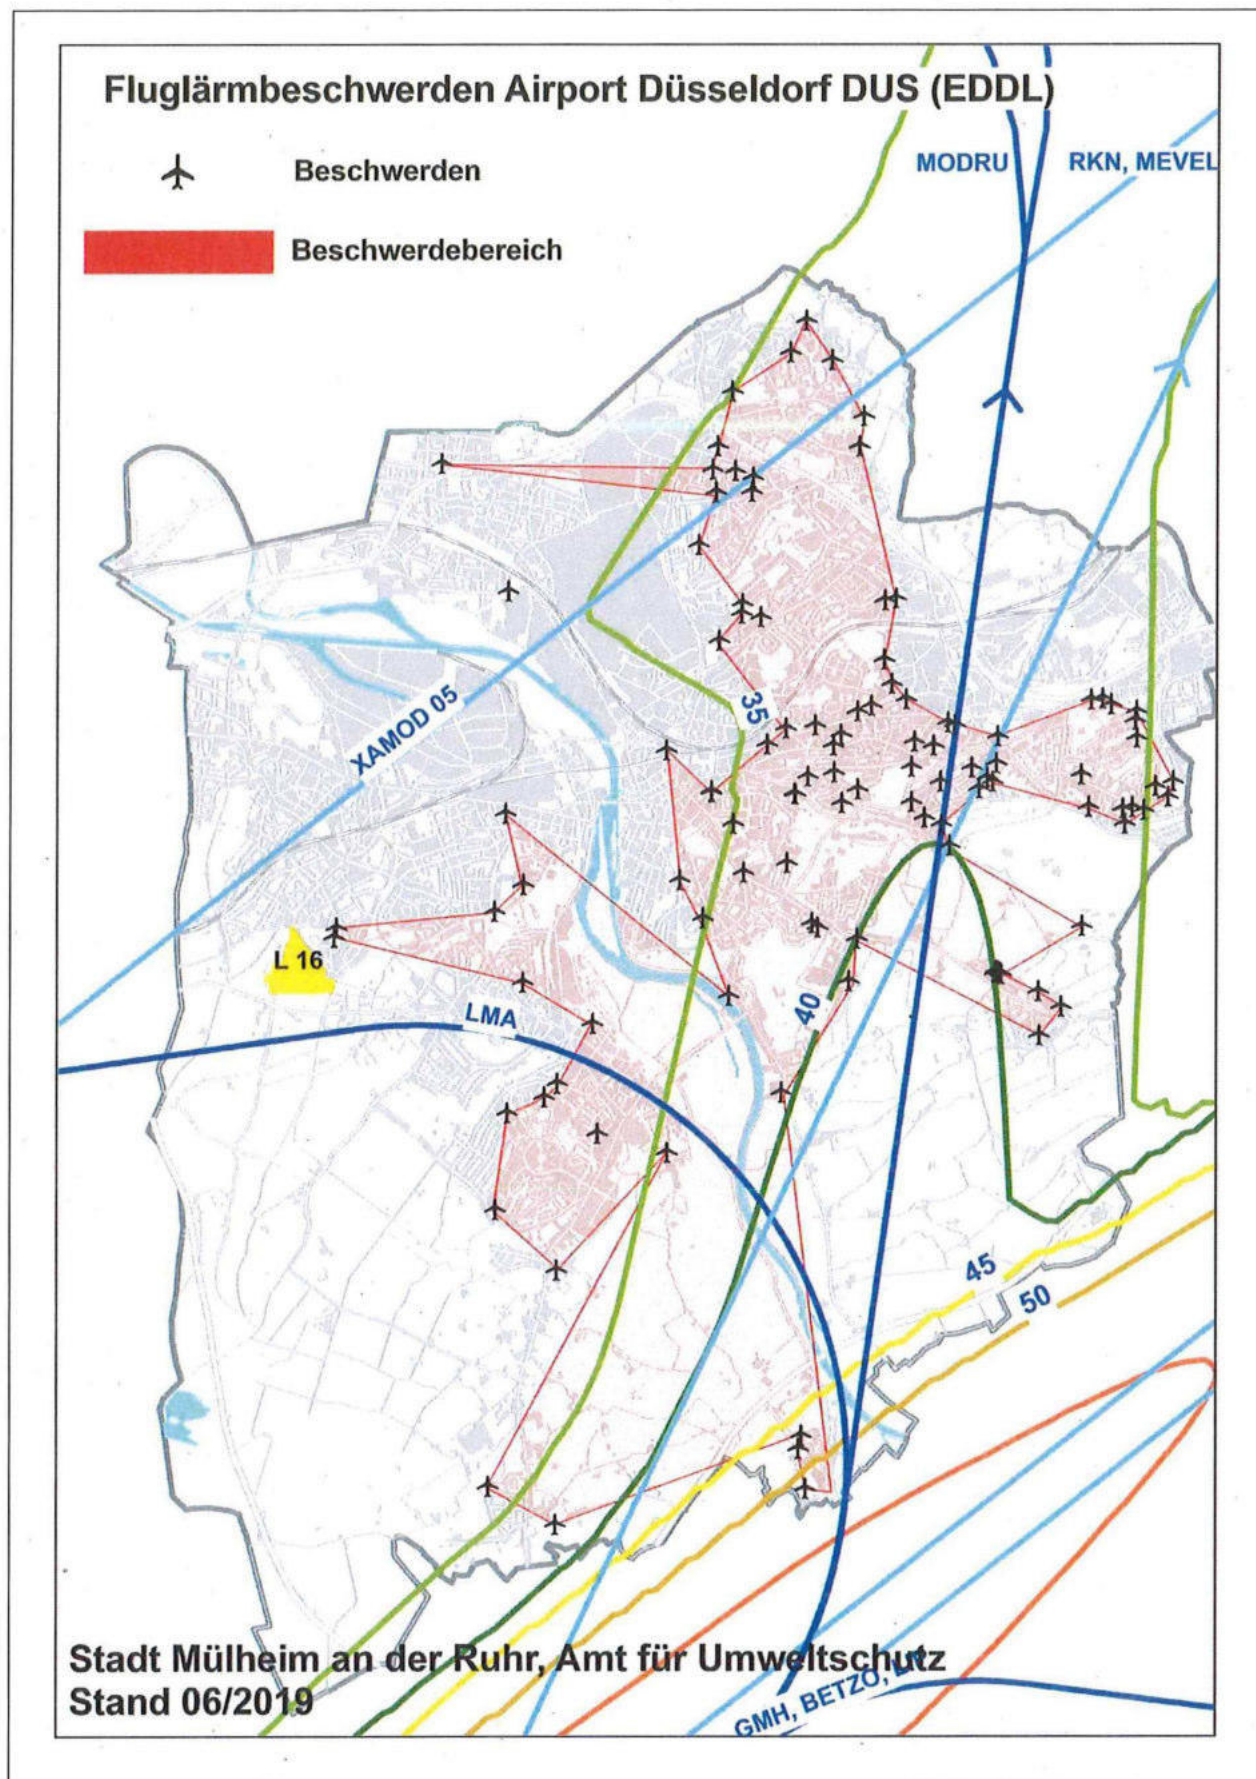 Fluglärmbeschwerden Airport Düsseldorf DUS (EDDL)
Beschwerden
Beschwerdebereich
MODRU
RKN, MEVEL
35
XAMOD 05
L 16
LMA
40
45
50
Stadt Mülheim an der Ruhr, Amt für Umweltschutz
Stand 06/2019
GMH, BETZO,